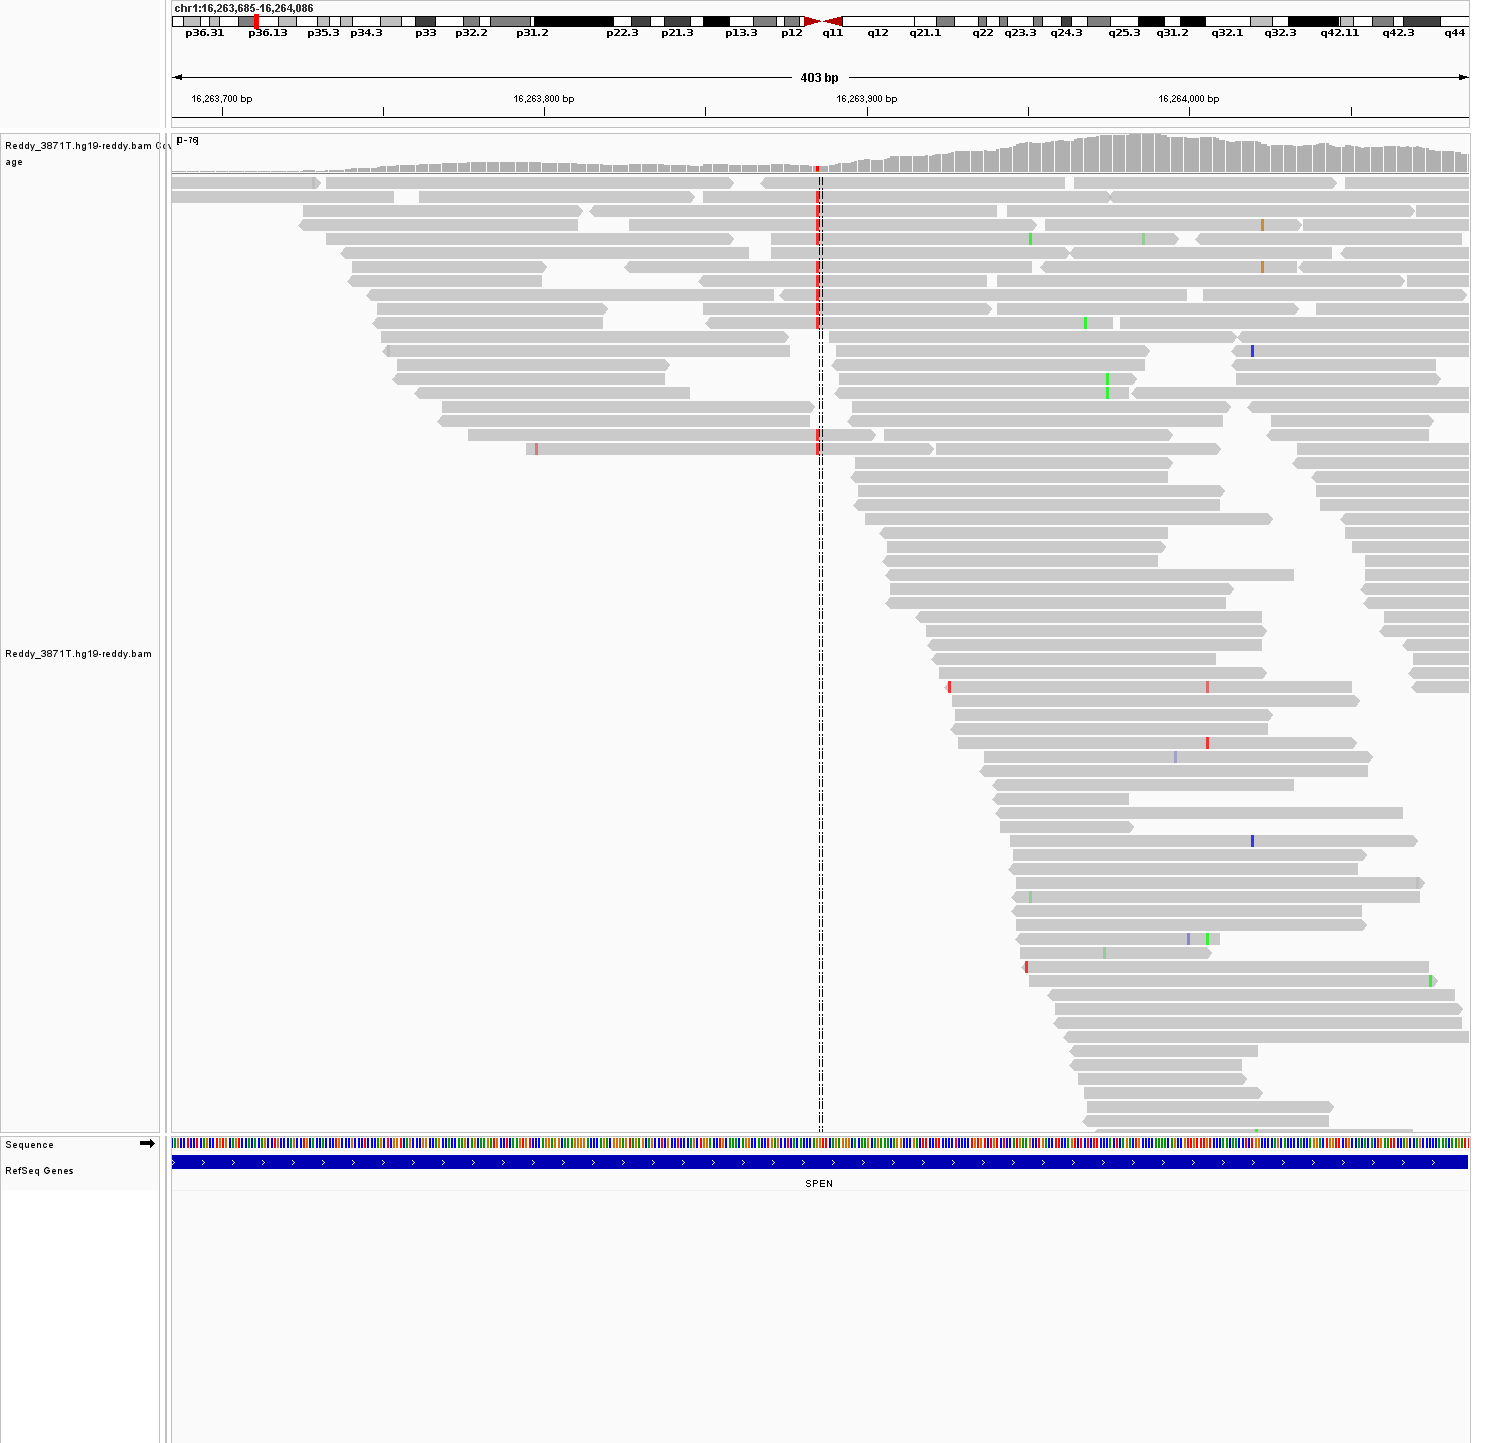 chr1:16,263,685-16,264,086
p36.31 p36.13 p35.3 p34.3 p33 p32.2 p31.2 p22.3 p21.3 p13.3 p12 q11 q12 q21.1 q22 q23.3 q24.3 q25.3 q31.2 q32.1 q32.3 q42.11 q42.3 q44
403 bp
16,263,700 bp 16,263,800 bp 16,263,900 bp 16,264,000 bp
[0-76]
Reddy_3871T.hg19-reddy.bam Cov
age
Reddy_3871T.hg19-reddy.bam
Sequence
RefSeq Genes
SPEN